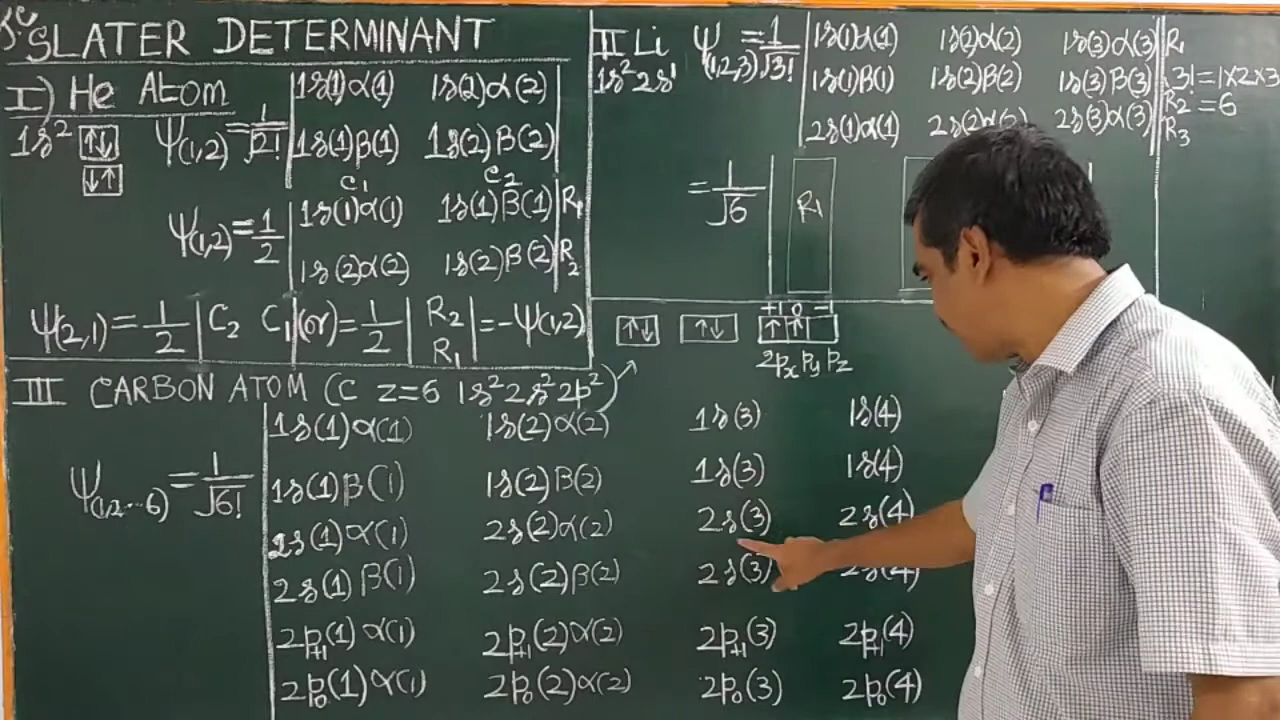 SLATER DETERMINANT
I) He Atom
1s² ↑↓ ψ(1,2) = 1/√2! | 1s(1)α(1) 1s(2)α(2)
↓↑ 1s(1)β(1) 1s(2)β(2) |
C₁ C₂
ψ(1,2) = 1/2 | 1s(1)α(1) 1s(1)β(1) | R₁
1s(2)α(2) 1s(2)β(2) | R₂
ψ(2,1) = 1/2 | C₂ C₁ | (or) = 1/2 | R₂ R₁ | = -ψ(1,2)
II Li ψ(1,2,3) = 1/√3! | 1s(1)α(1) 1s(2)α(2) 1s(3)α(3) | R₁
1s²2s¹ 1s(1)β(1) 1s(2)β(2) 1s(3)β(3) | 3! = 1×2×3
R₂ = 6
2s(1)α(1) 2s(2)α(2) 2s(3)α(3) | R₃
= 1/√6 | R₁
+1 0 -1
↑↓ ↑↓ ↑ ↑
2pₓ pᵧ p_z
III CARBON ATOM (C z=6 1s²2s²2p²)
1s(1)α(1) 1s(2)α(2) 1s(3) 1s(4)
ψ(1,2...6) = 1/√6! | 1s(1)β(1) 1s(2)β(2) 1s(3) 1s(4)
2s(1)α(1) 2s(2)α(2) 2s(3) 2s(4)
2s(1)β(1) 2s(2)β(2) 2s(3) 2s(4)
2p₊₁(1)α(1) 2p₊₁(2)α(2) 2p₊₁(3) 2p₊₁(4)
2p₀(1)α(1) 2p₀(2)α(2) 2p₀(3) 2p₀(4)